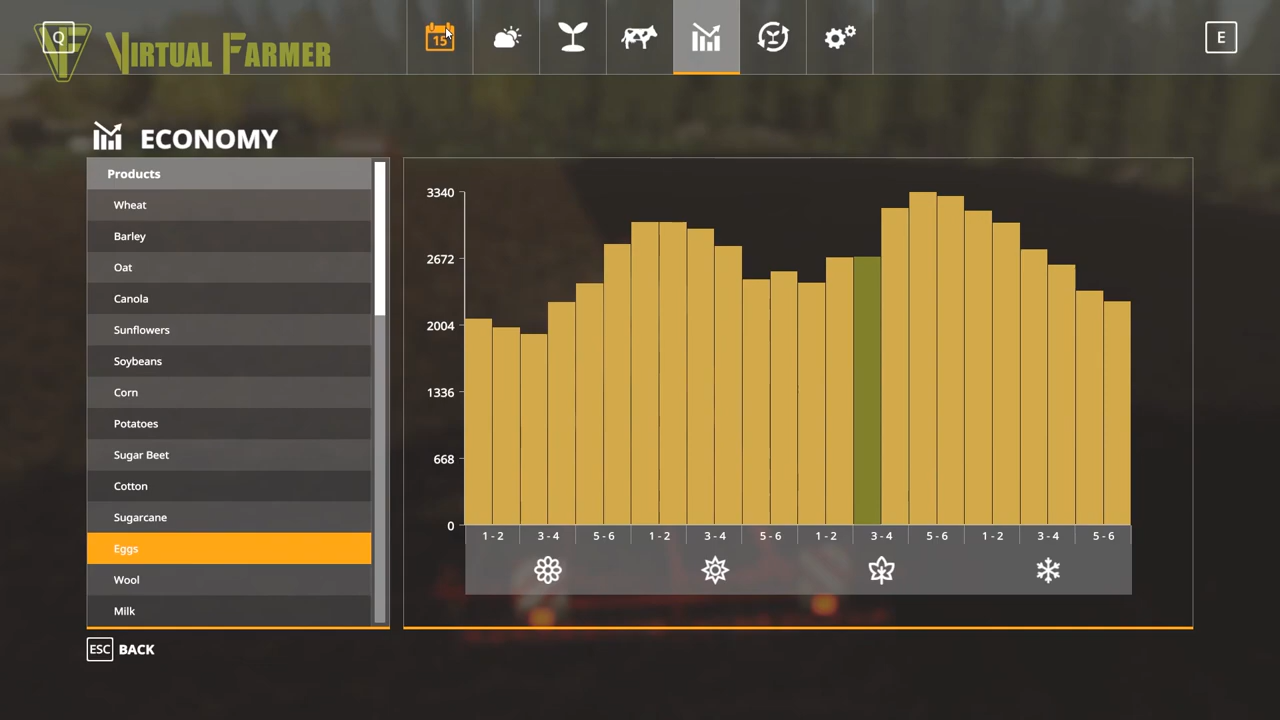 Q
VIRTUAL FARMER
15
E
ECONOMY
Products
Wheat
Barley
Oat
Canola
Sunflowers
Soybeans
Corn
Potatoes
Sugar Beet
Cotton
Sugarcane
Eggs
Wool
Milk
3340
2672
2004
1336
668
0
1 - 2 3 - 4 5 - 6 1 - 2 3 - 4 5 - 6 1 - 2 3 - 4 5 - 6 1 - 2 3 - 4 5 - 6
ESC BACK